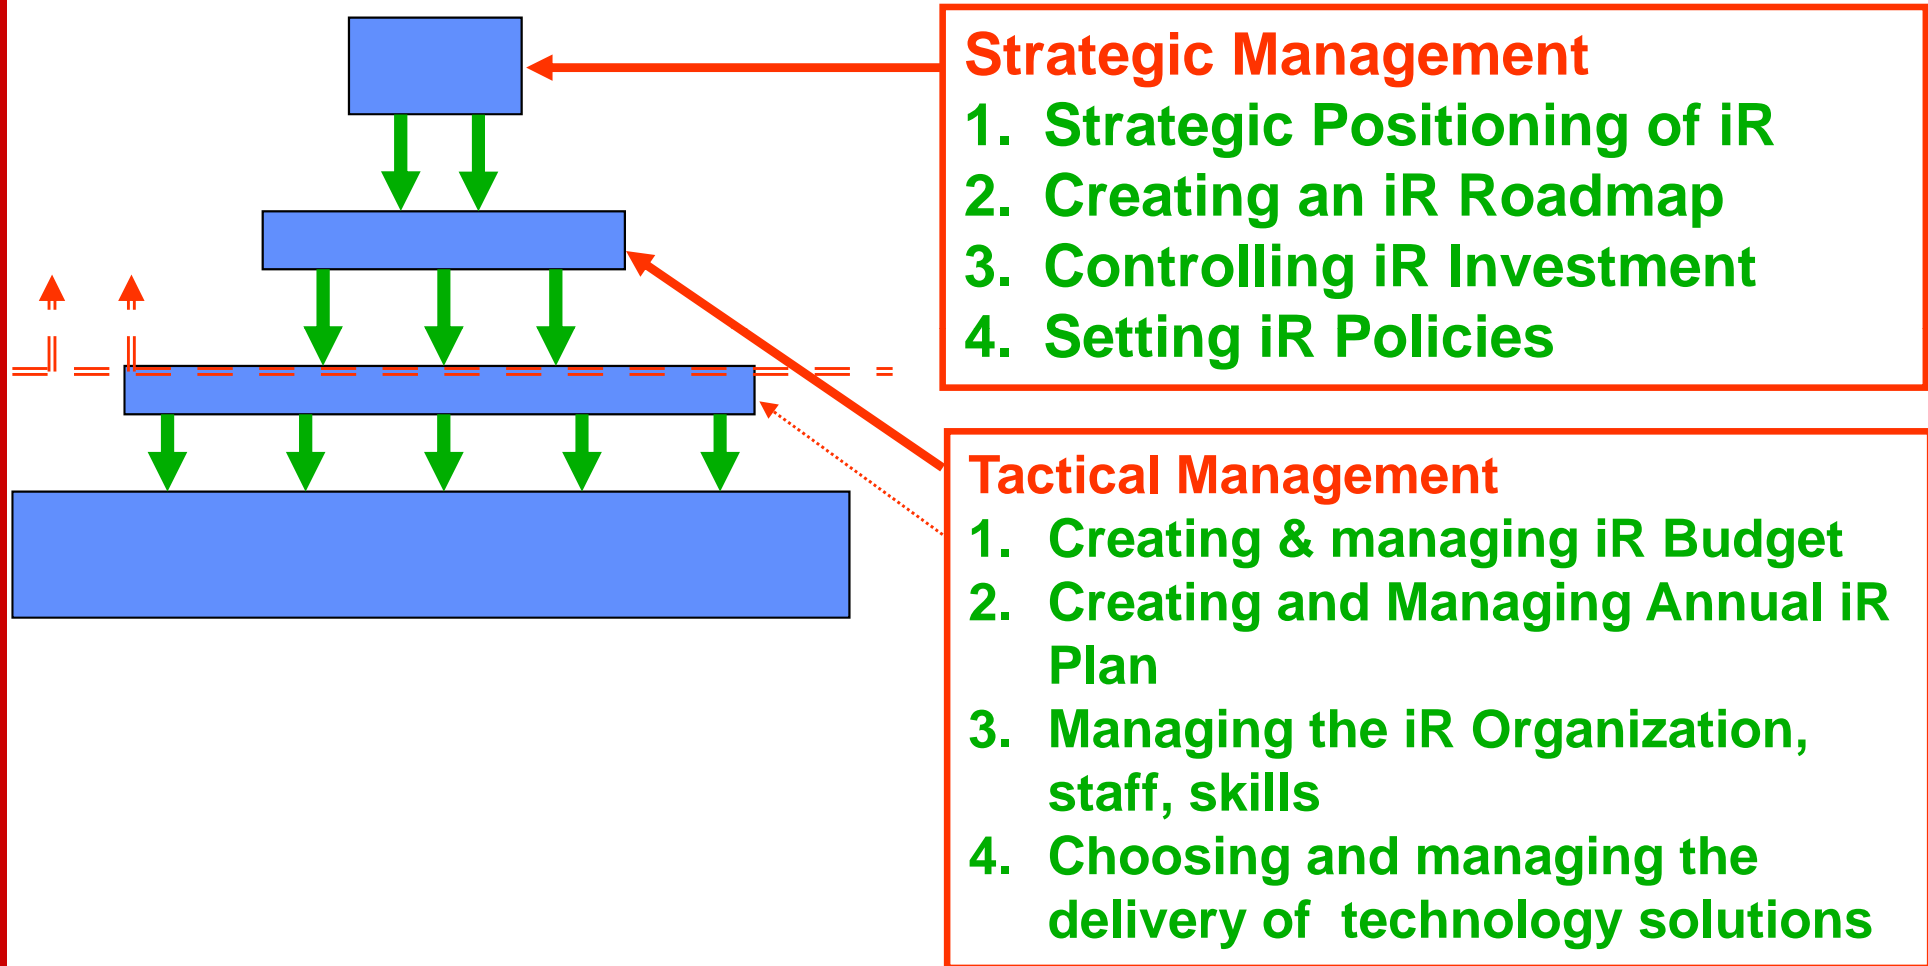 Strategic Management
1. Strategic Positioning of iR
2. Creating an iR Roadmap
3. Controlling iR Investment
4. Setting iR Policies
Tactical Management
1. Creating & managing iR Budget
2. Creating and Managing Annual iR
Plan
3. Managing the iR Organization,
staff, skills
4. Choosing and managing the
delivery of technology solutions